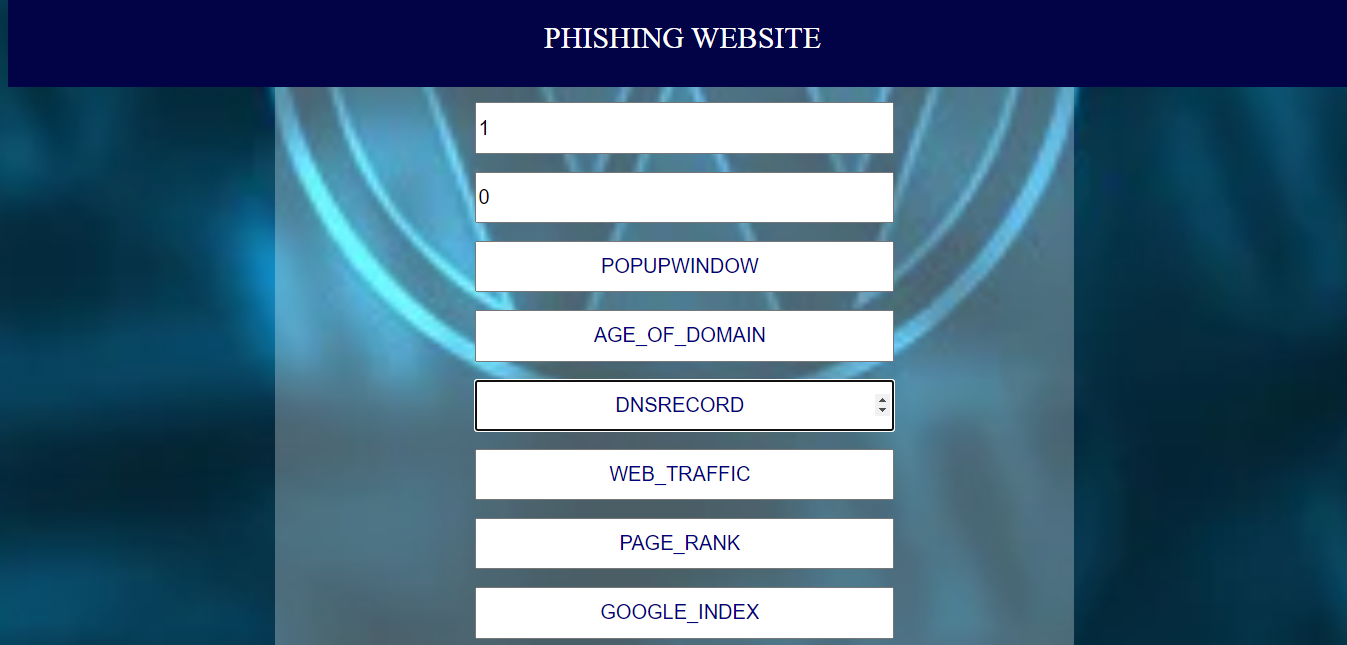 PHISHING WEBSITE
1
0
POPUPWINDOW
AGE_OF_DOMAIN
DNSRECORD
WEB_TRAFFIC
PAGE_RANK
GOOGLE_INDEX